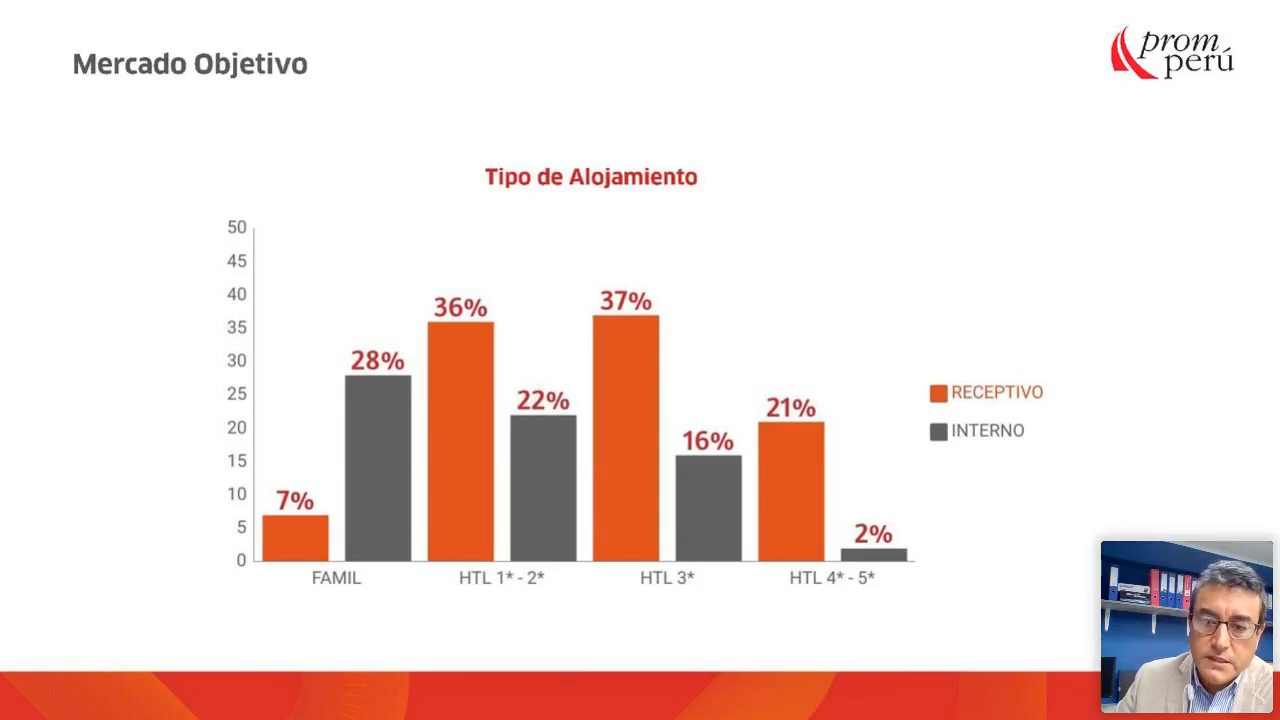 Mercado Objetivo
prom
perú
Tipo de Alojamiento
50
45
40
35
30
25
20
15
10
5
0
7%
28%
36%
22%
37%
16%
21%
2%
FAMIL
HTL 1* - 2*
HTL 3*
HTL 4* - 5*
RECEPTIVO
INTERNO